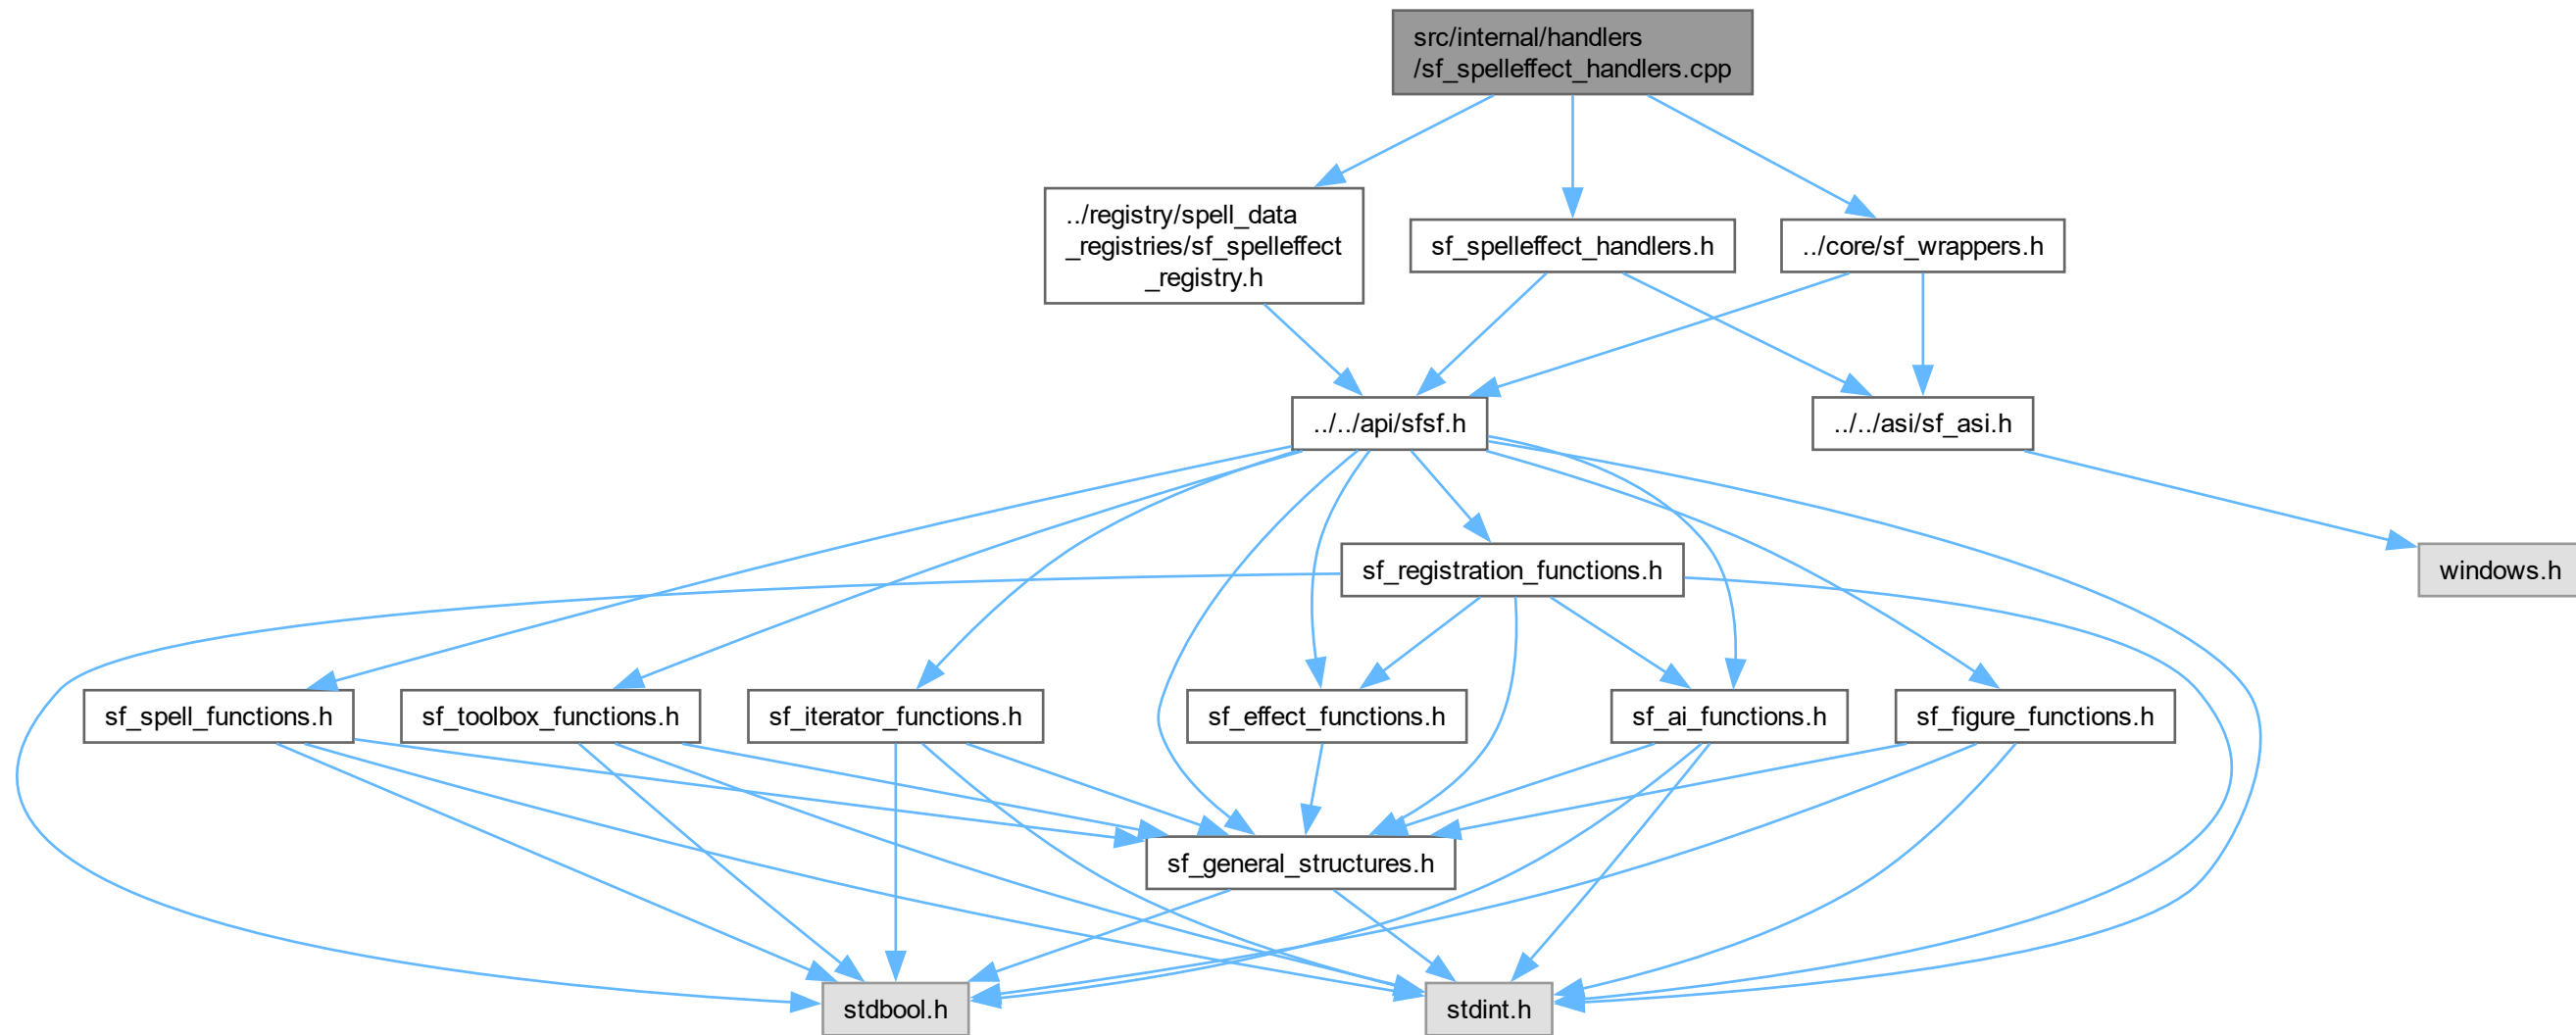 src/internal/handlers
/sf_spelleffect_handlers.cpp
../registry/spell_data
_registries/sf_spelleffect
_registry.h
sf_spelleffect_handlers.h
../core/sf_wrappers.h
../../api/sfsf.h
../../asi/sf_asi.h
sf_registration_functions.h
windows.h
sf_spell_functions.h
sf_toolbox_functions.h
sf_iterator_functions.h
sf_effect_functions.h
sf_ai_functions.h
sf_figure_functions.h
sf_general_structures.h
stdbool.h
stdint.h